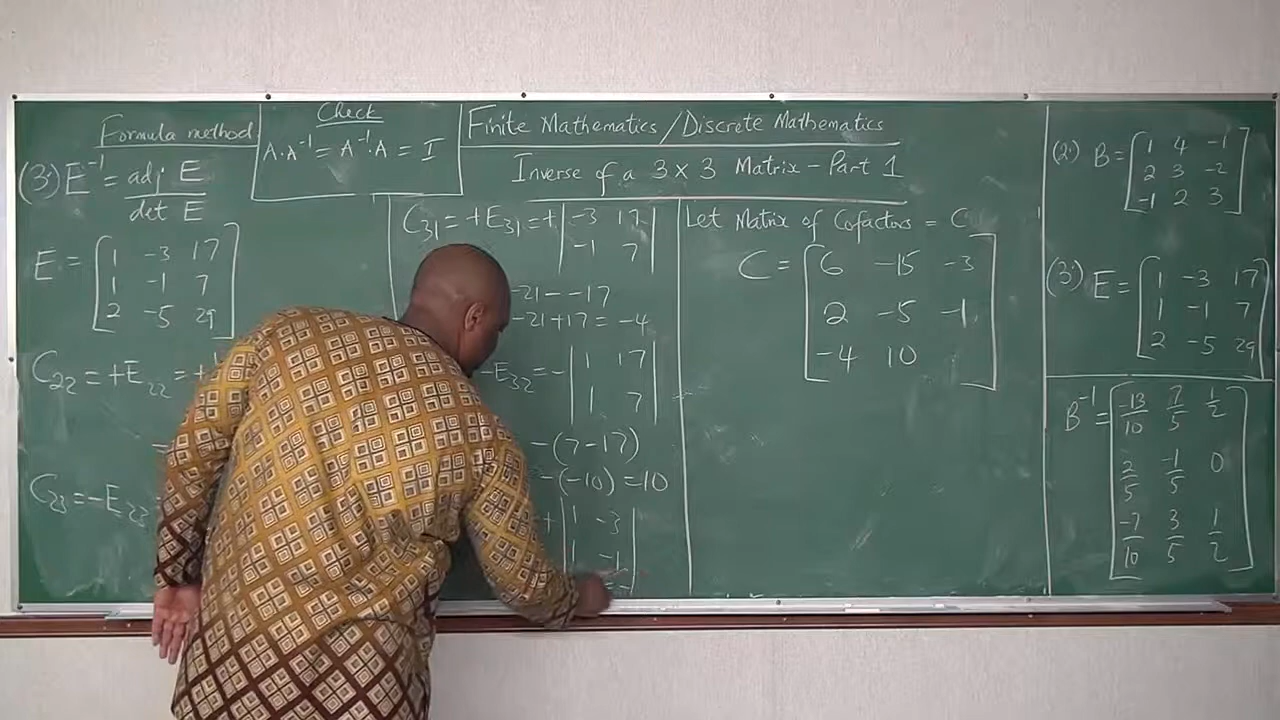 Formula method
(3.) E⁻¹ = adj E
det E
E = [1 -3 17
1 -1 7
2 -5 29]
C22 = +E22 = +
=
C23 = -E23
Check
A·A⁻¹ = A⁻¹·A = I
Finite Mathematics/Discrete Mathematics
Inverse of a 3×3 Matrix - Part 1
C31 = +E31 = + |-3 17
-1 7|
-21--17
-21+17 = -4
-E32 = - |1 17
1 7|
-(7-17)
-(-10) = 10
+ |1 -3
1 -1|
Let Matrix of Cofactors = C
C = [6 -15 -3
2 -5 -1
-4 10 ]
(2.) B = [1 4 -1
2 3 -2
-1 2 3]
(3.) E = [1 -3 17
1 -1 7
2 -5 29]
B⁻¹ = [-13/10 7/5 1/2
2/5 -1/5 0
-7/10 3/5 1/2]